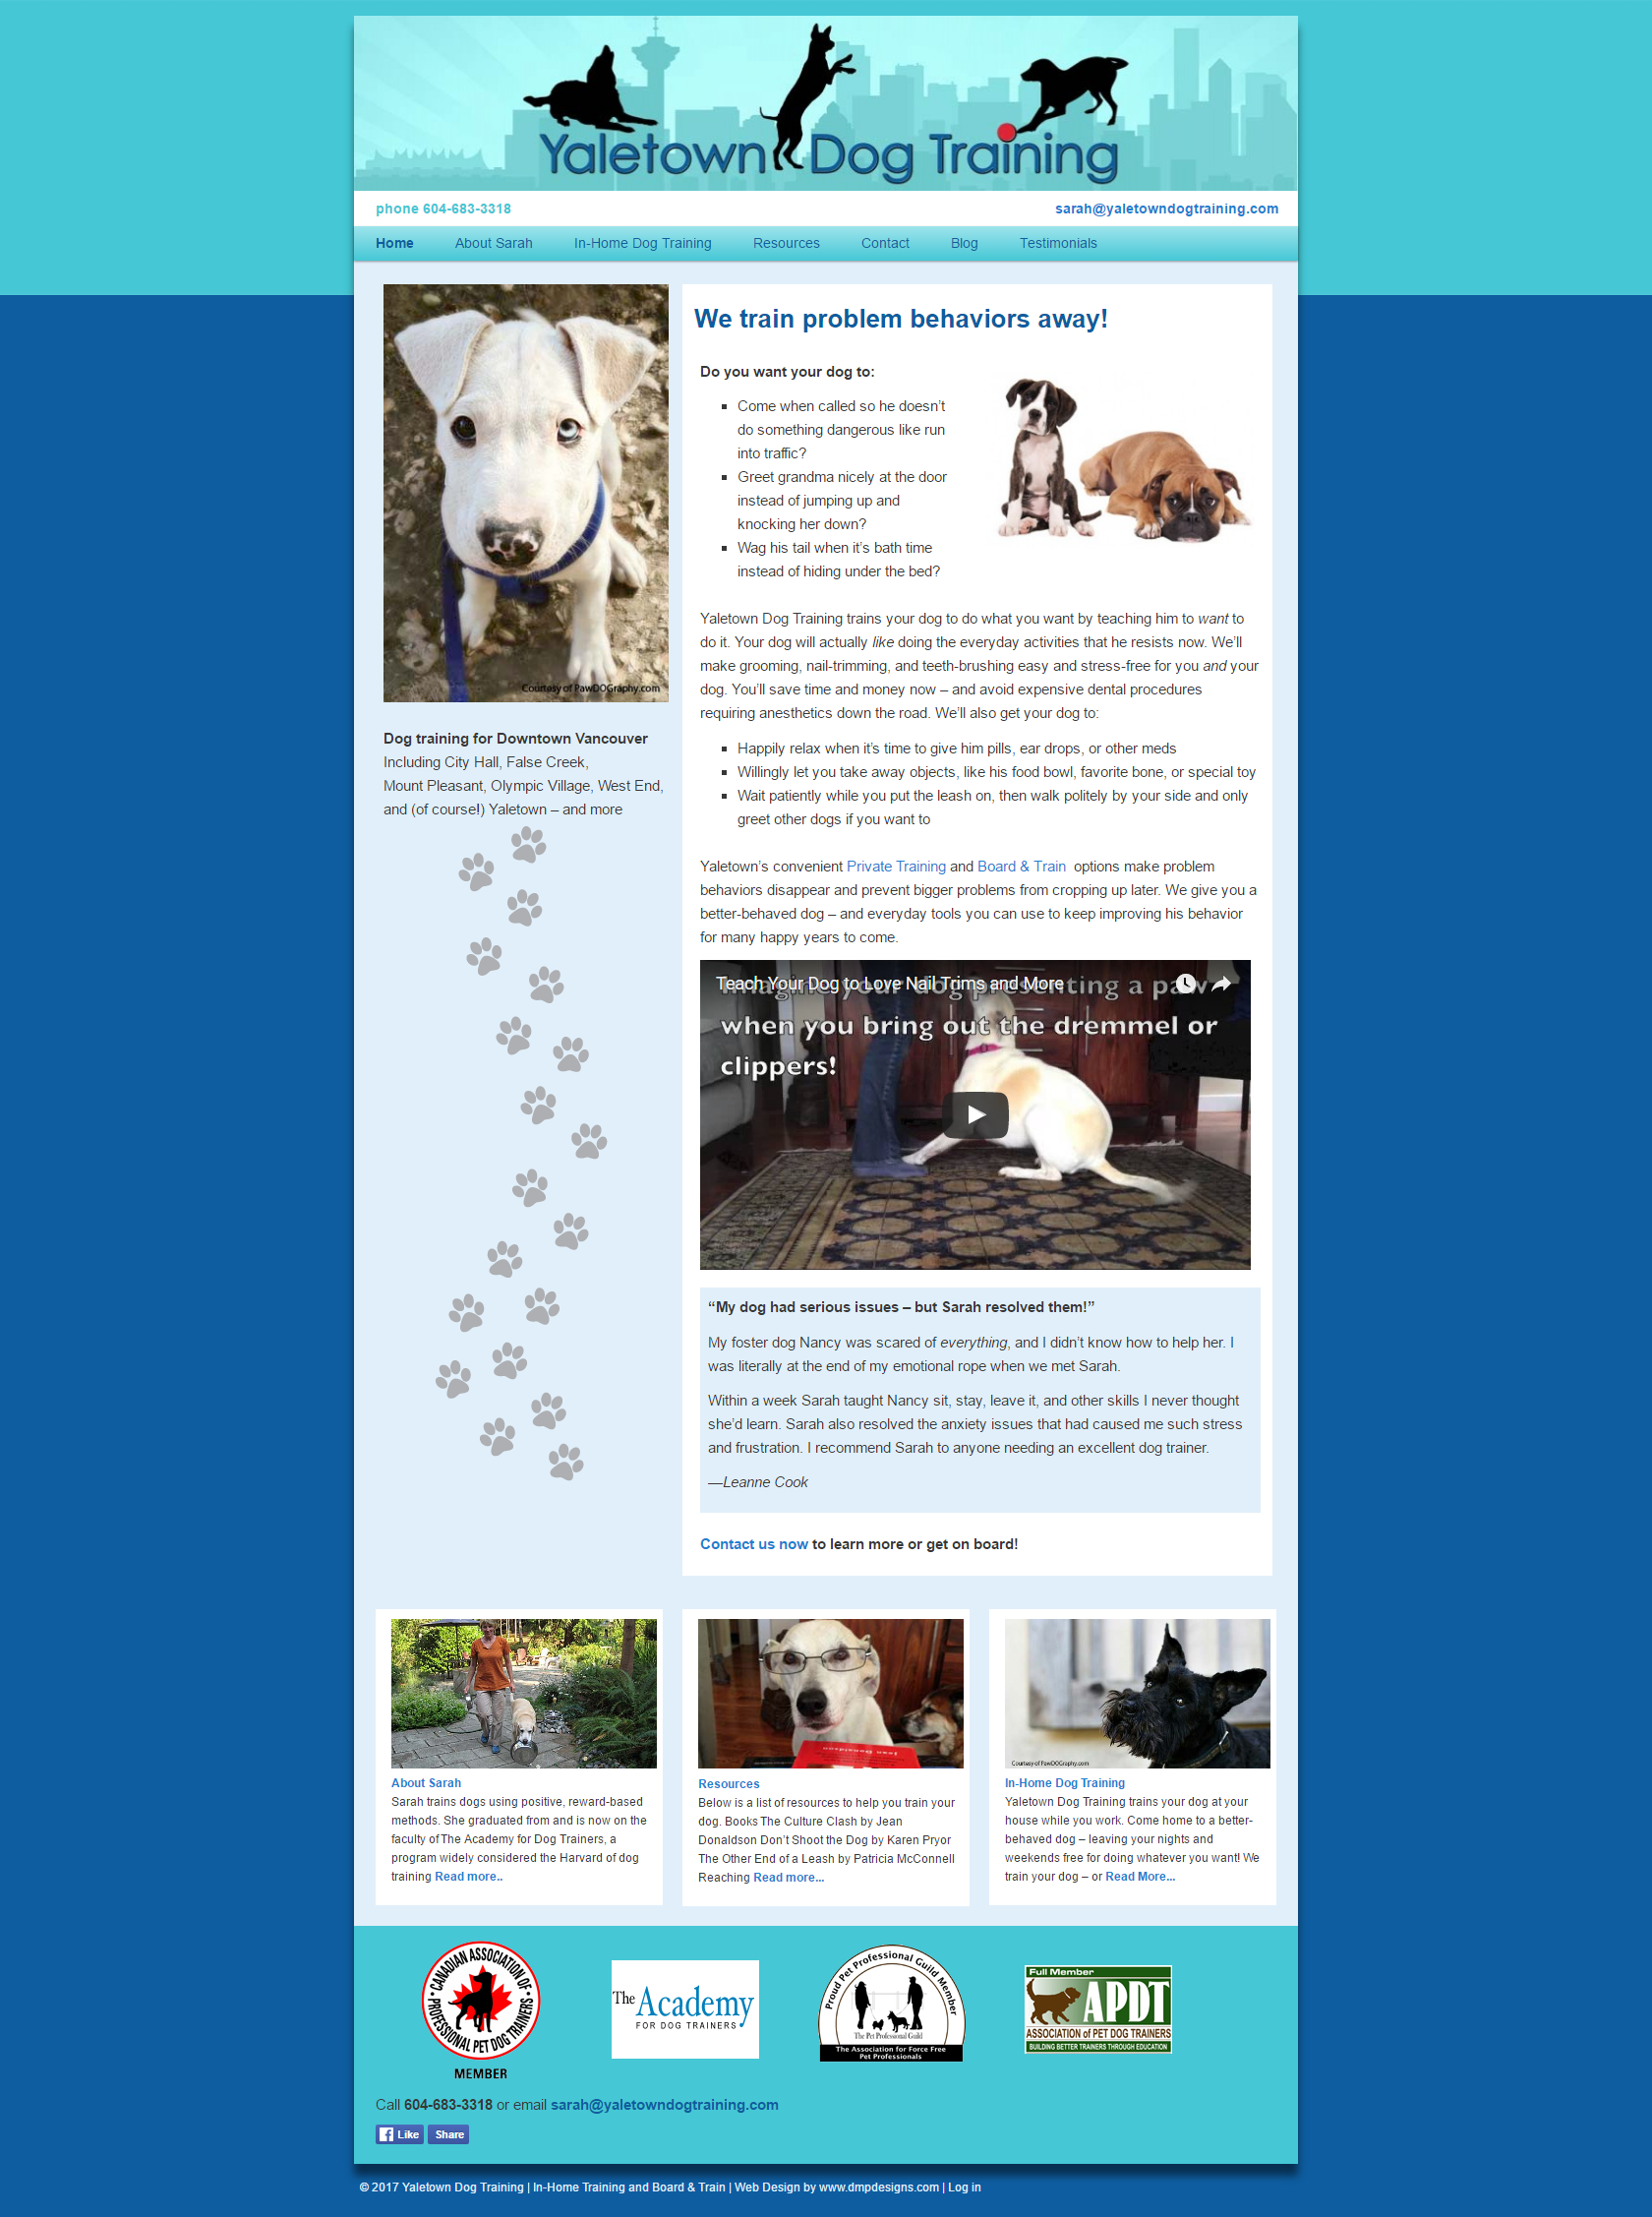 Yaletown Dog Training
phone 604-683-3318
sarah@yaletowndogtraining.com
Home About Sarah In-Home Dog Training Resources Contact Blog Testimonials
Courtesy of PawDOGraphy.com
Dog training for Downtown Vancouver
Including City Hall, False Creek,
Mount Pleasant, Olympic Village, West End,
and (of course!) Yaletown – and more
We train problem behaviors away!
Do you want your dog to:
Come when called so he doesn’t
do something dangerous like run
into traffic?
Greet grandma nicely at the door
instead of jumping up and
knocking her down?
Wag his tail when it’s bath time
instead of hiding under the bed?
Yaletown Dog Training trains your dog to do what you want by teaching him to want to
do it. Your dog will actually like doing the everyday activities that he resists now. We’ll
make grooming, nail-trimming, and teeth-brushing easy and stress-free for you and your
dog. You’ll save time and money now – and avoid expensive dental procedures
requiring anesthetics down the road. We’ll also get your dog to:
Happily relax when it’s time to give him pills, ear drops, or other meds
Willingly let you take away objects, like his food bowl, favorite bone, or special toy
Wait patiently while you put the leash on, then walk politely by your side and only
greet other dogs if you want to
Yaletown’s convenient Private Training and Board & Train options make problem
behaviors disappear and prevent bigger problems from cropping up later. We give you a
better-behaved dog – and everyday tools you can use to keep improving his behavior
for many happy years to come.
Teach Your Dog to Love Nail Trims and More
Imagine your dog presenting a paw
when you bring out the dremmel or
clippers!
“My dog had serious issues – but Sarah resolved them!”
My foster dog Nancy was scared of everything, and I didn’t know how to help her. I
was literally at the end of my emotional rope when we met Sarah.
Within a week Sarah taught Nancy sit, stay, leave it, and other skills I never thought
she’d learn. Sarah also resolved the anxiety issues that had caused me such stress
and frustration. I recommend Sarah to anyone needing an excellent dog trainer.
—Leanne Cook
Contact us now to learn more or get on board!
About Sarah
Sarah trains dogs using positive, reward-based
methods. She graduated from and is now on the
faculty of The Academy for Dog Trainers, a
program widely considered the Harvard of dog
training Read more..
Jean Donaldson
Resources
Below is a list of resources to help you train your
dog. Books The Culture Clash by Jean
Donaldson Don’t Shoot the Dog by Karen Pryor
The Other End of a Leash by Patricia McConnell
Reaching Read more...
Courtesy of PawDOGraphy.com
In-Home Dog Training
Yaletown Dog Training trains your dog at your
house while you work. Come home to a better-
behaved dog – leaving your nights and
weekends free for doing whatever you want! We
train your dog – or Read More...
CANADIAN ASSOCIATION OF
PROFESSIONAL PET DOG TRAINERS
MEMBER
The Academy
FOR DOG TRAINERS
Proud Pet Professional Guild Member
The Pet Professional Guild
The Association for Force Free
Pet Professionals
Full Member
APDT
ASSOCIATION of PET DOG TRAINERS
BUILDING BETTER TRAINERS THROUGH EDUCATION
Call 604-683-3318 or email sarah@yaletowndogtraining.com
Like Share
© 2017 Yaletown Dog Training | In-Home Training and Board & Train | Web Design by www.dmpdesigns.com | Log in